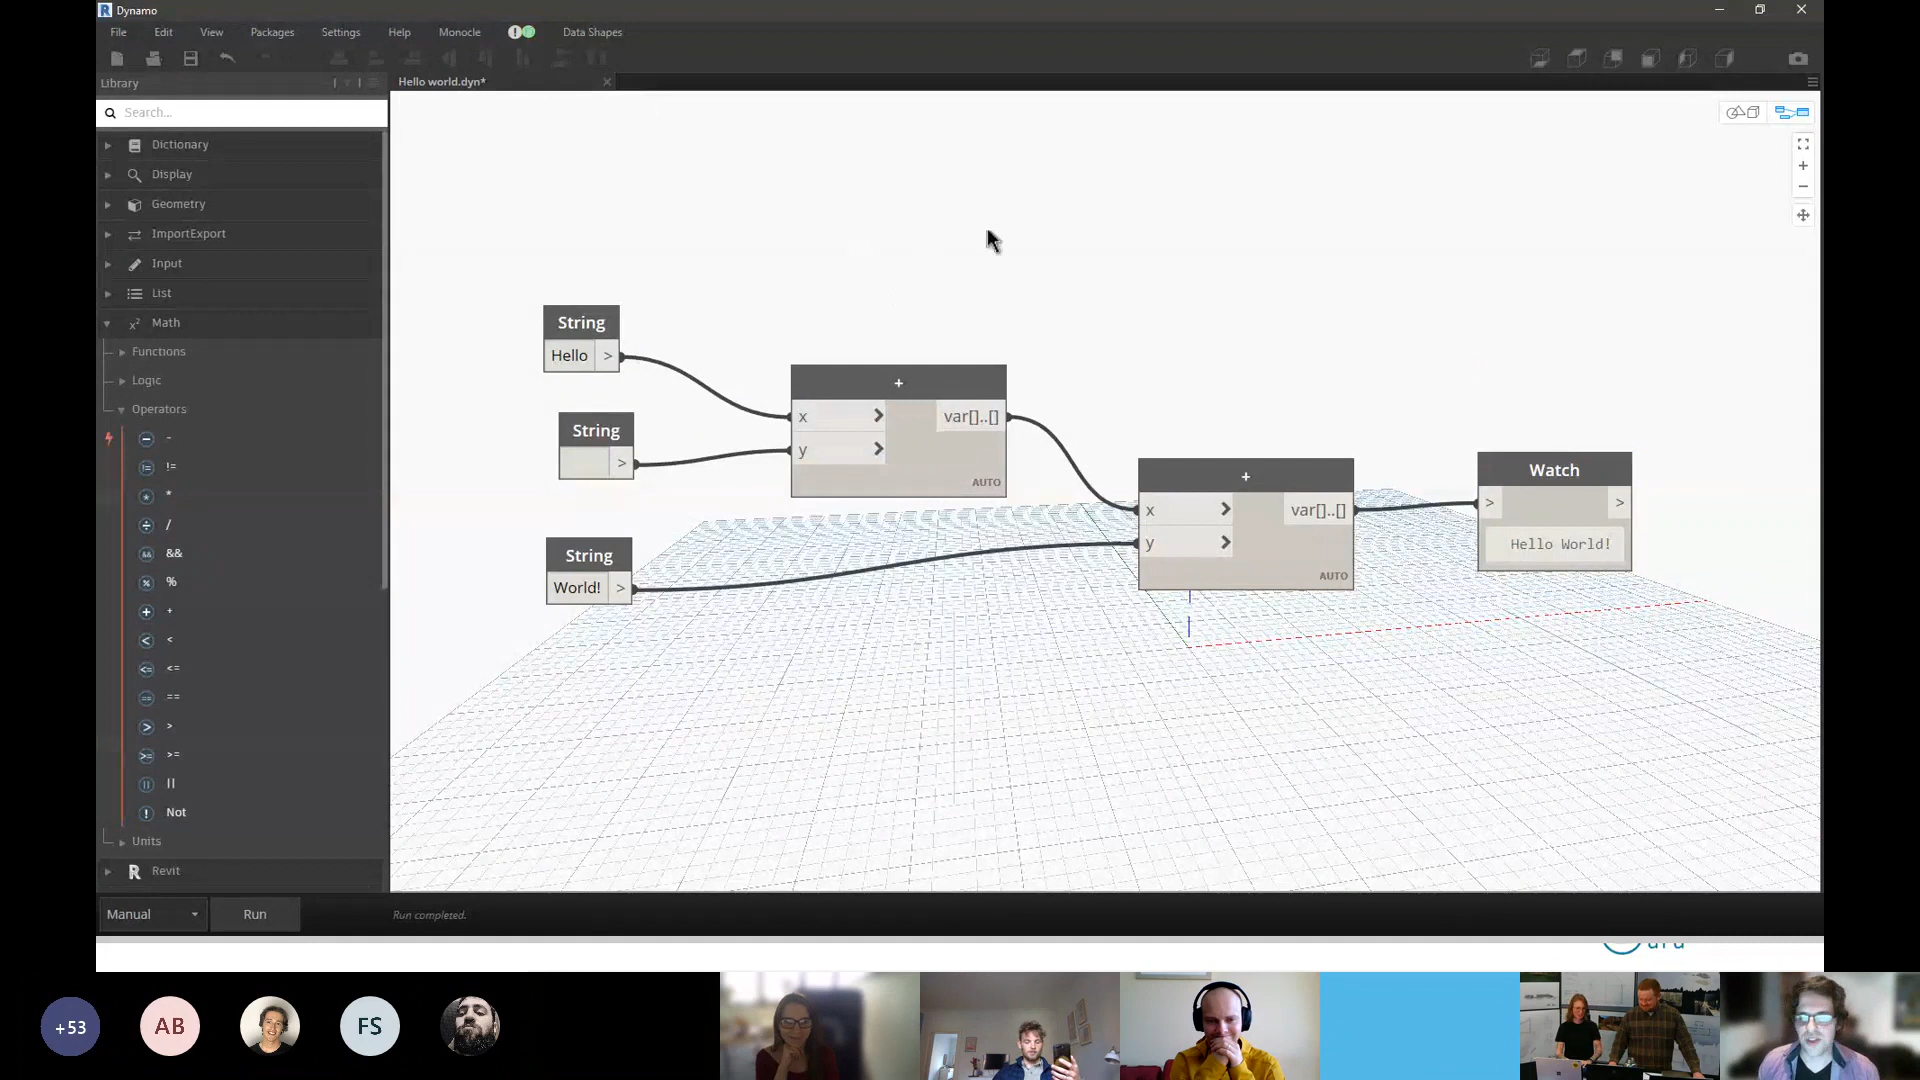 Dynamo
File Edit View Packages Settings Help Monocle Data Shapes
Library
Hello world.dyn*
Search...
Dictionary
Display
Geometry
ImportExport
Input
List
Math
Functions
Logic
Operators
-
!=
*
/
&&
%
+
<
<=
==
>
>=
||
Not
Units
Revit
String
Hello >
String
>
String
World! >
+
x var[]..[]
y
AUTO
+
x var[]..[]
y
AUTO
Watch
> >
Hello World!
Manual Run Run completed.
+53 AB FS